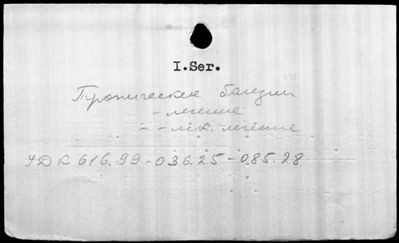 I.Ser.
Тропические болезни
- лечение
- - лек. лечение
УДК 616.99-036.25-085.28